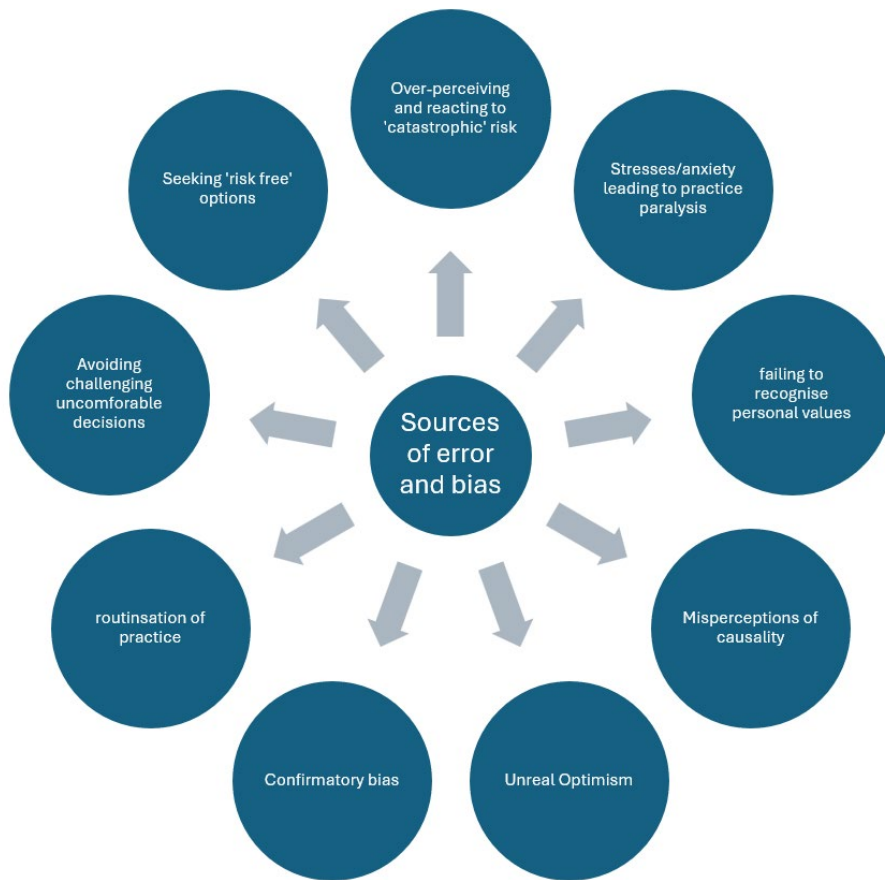 Over-perceiving
and reacting to
'catastrophic' risk
Stresses/anxiety
leading to practice
paralysis
failing to
recognise
personal values
Misperceptions of
causality
Unreal Optimism
Confirmatory bias
routinsation of
practice
Avoiding
challenging
uncomforable
decisions
Seeking 'risk free'
options
Sources
of error
and bias